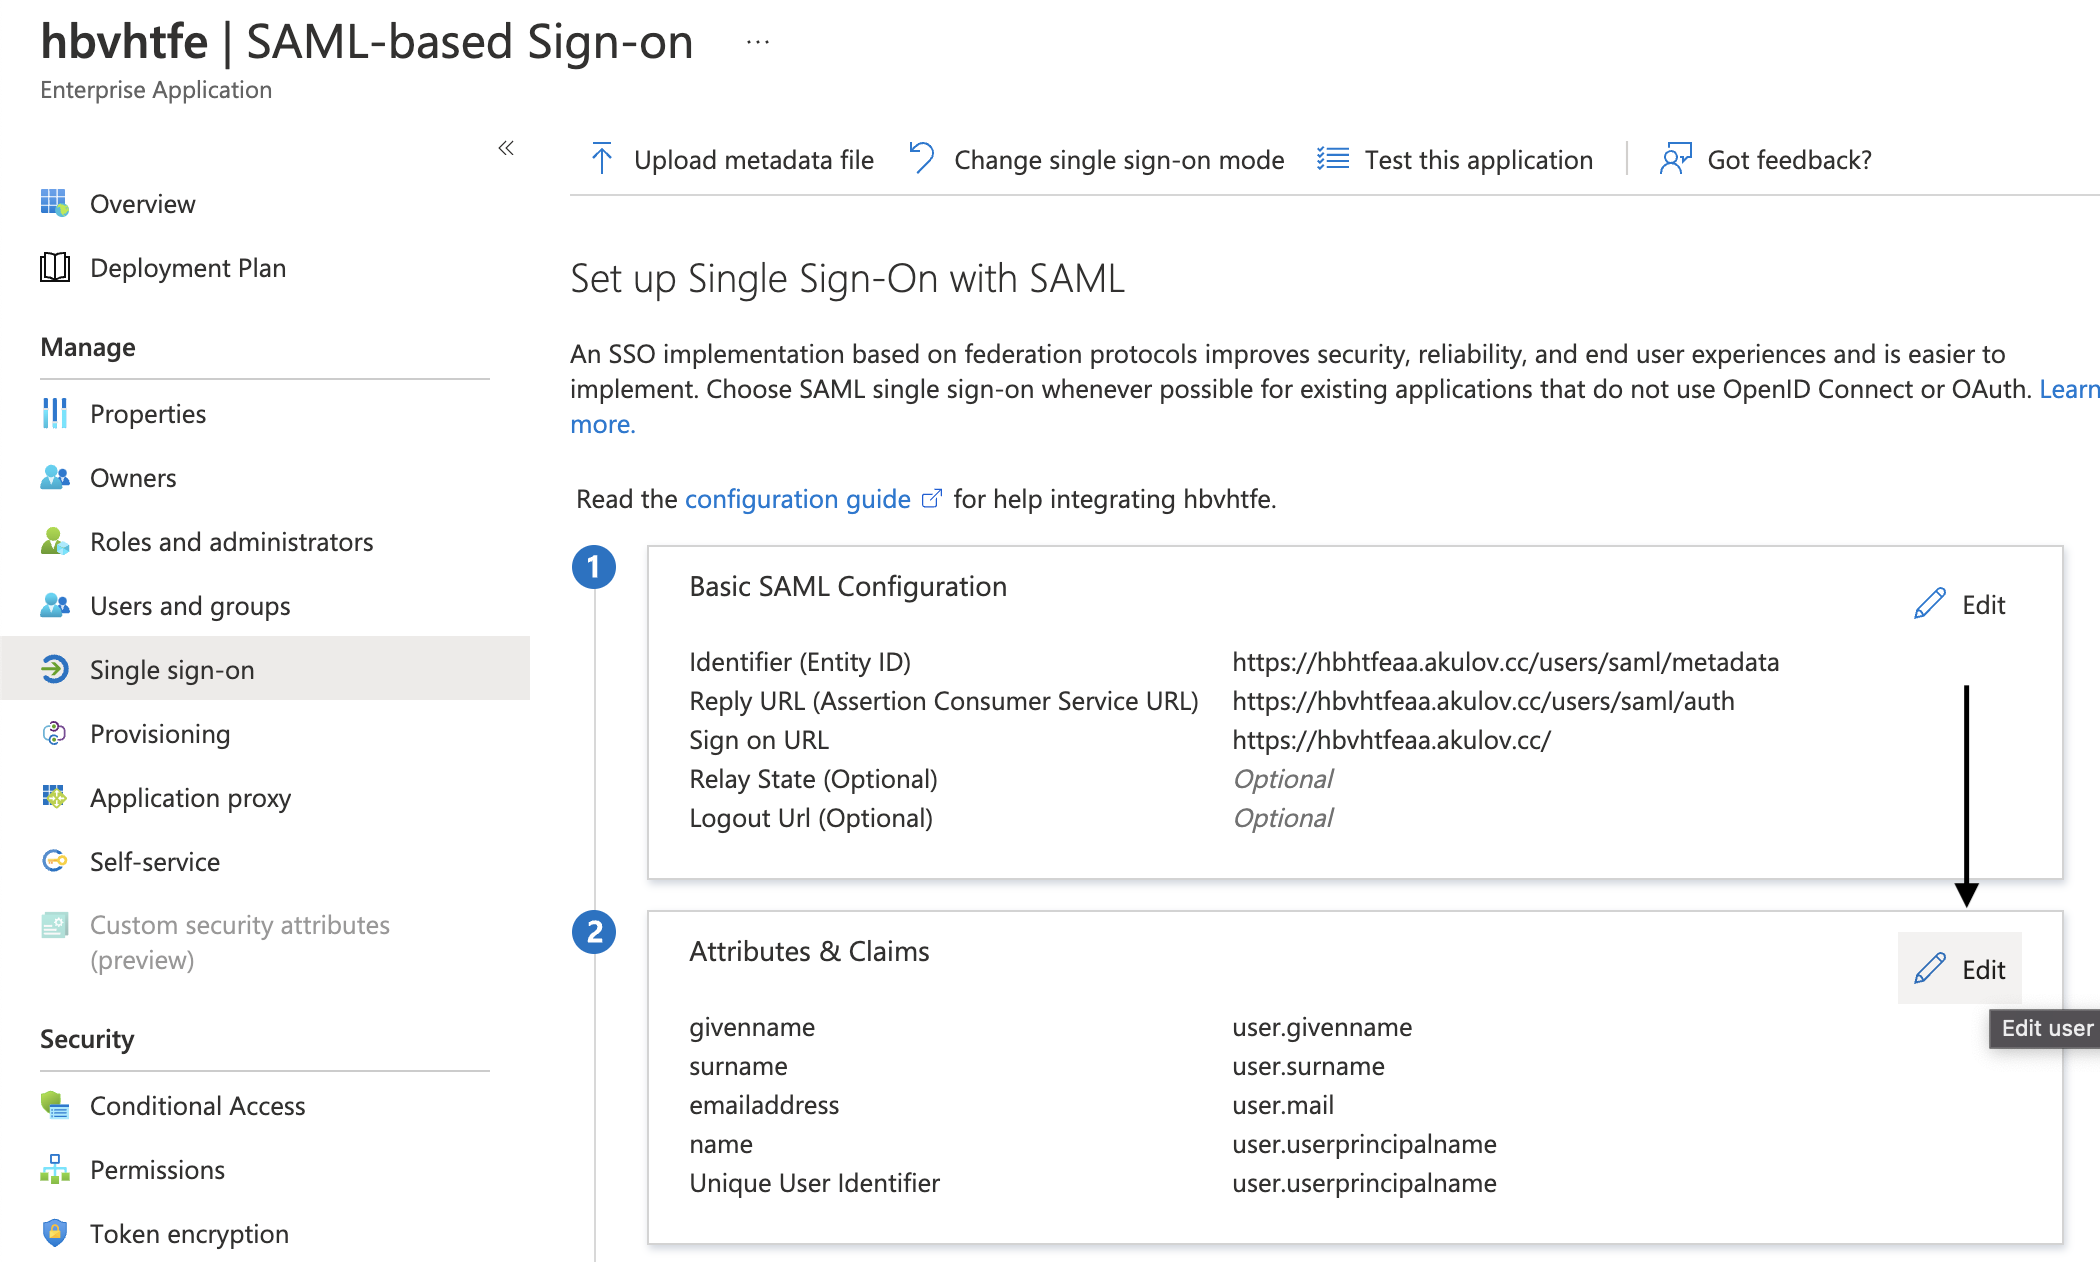 hbvhtfe | SAML-based Sign-on ...
Enterprise Application
«
Overview
Deployment Plan
Manage
Properties
Owners
Roles and administrators
Users and groups
Single sign-on
Provisioning
Application proxy
Self-service
Custom security attributes
(preview)
Security
Conditional Access
Permissions
Token encryption
Upload metadata file Change single sign-on mode Test this application Got feedback?
Set up Single Sign-On with SAML
An SSO implementation based on federation protocols improves security, reliability, and end user experiences and is easier to
implement. Choose SAML single sign-on whenever possible for existing applications that do not use OpenID Connect or OAuth. Learn
more.
Read the configuration guide for help integrating hbvhtfe.
1
Basic SAML Configuration
Edit
Identifier (Entity ID) https://hbhtfeaa.akulov.cc/users/saml/metadata
Reply URL (Assertion Consumer Service URL) https://hbvhtfeaa.akulov.cc/users/saml/auth
Sign on URL https://hbvhtfeaa.akulov.cc/
Relay State (Optional) Optional
Logout Url (Optional) Optional
2
Attributes & Claims
Edit
Edit user
givenname user.givenname
surname user.surname
emailaddress user.mail
name user.userprincipalname
Unique User Identifier user.userprincipalname